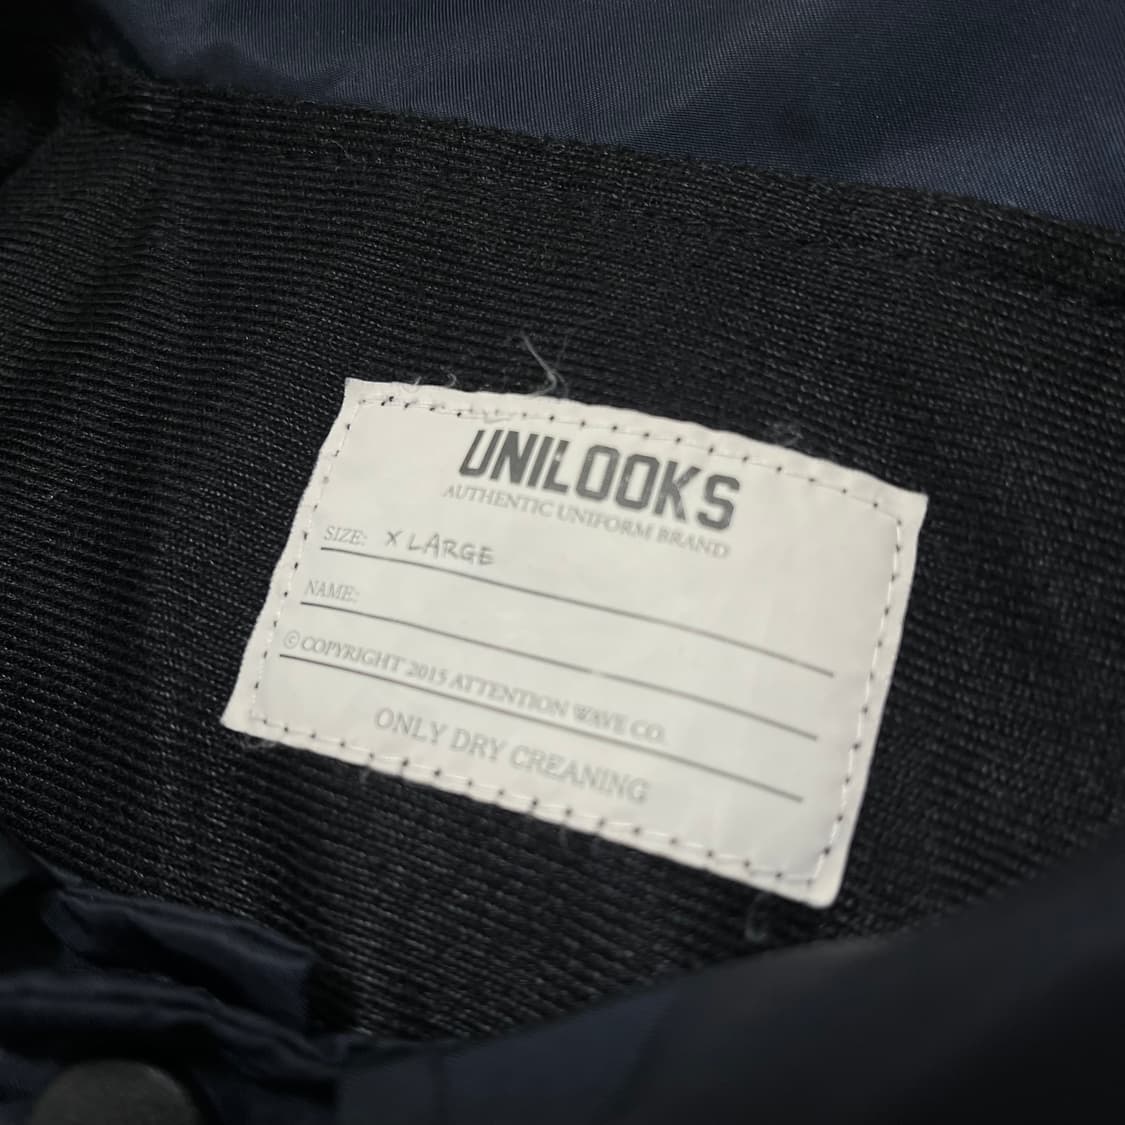 UNILOOKS
AUTHENTIC UNIFORM BRAND
SIZE: X LARGE
NAME:
© COPYRIGHT 2015 ATTENTION WAVE CO.
ONLY DRY CREANING